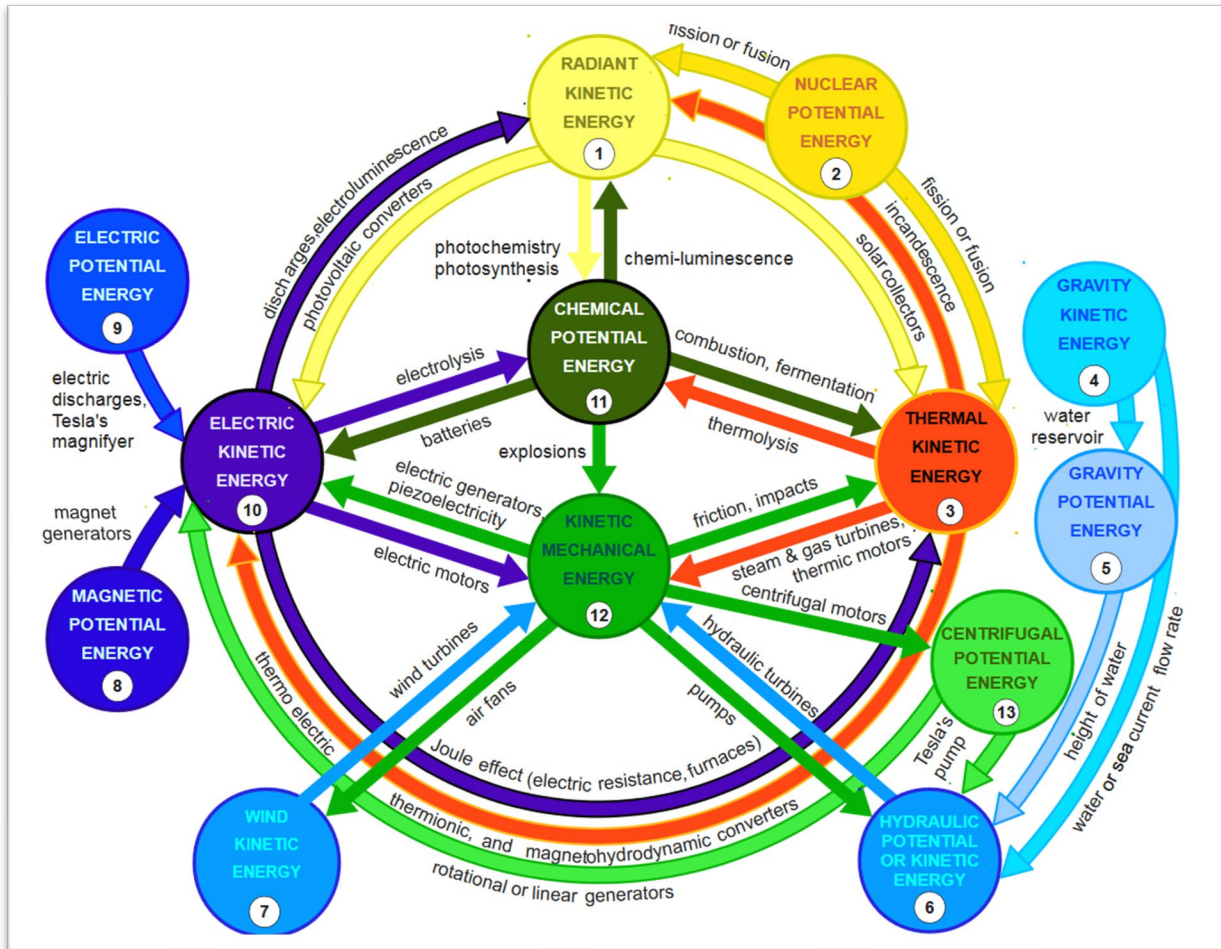 fission or fusion
RADIANT
KINETIC
ENERGY
1
NUCLEAR
POTENTIAL
ENERGY
2
fission or fusion
incandescence
solar collectors
disch arges,electroluminescence
photovoltaic converters
photochemistry
photosynthesis
chemi-luminescence
ELECTRIC
POTENTIAL
ENERGY
9
GRAVITY
KINETIC
ENERGY
4
electric
discharges,
Tesla's
magnifyer
CHEMICAL
POTENTIAL
ENERGY
11
electrolysis
batteries
combustion, fermentation
thermolysis
water
reservoir
ELECTRIC
KINETIC
ENERGY
10
THERMAL
KINETIC
ENERGY
3
GRAVITY
POTENTIAL
ENERGY
5
explosions
magnet
generators
electric generators,
piezoelectricity
electric motors
KINETIC
MECHANICAL
ENERGY
12
friction, impacts
steam & gas turbines,
thermic motors
centrifugal motors
MAGNETIC
POTENTIAL
ENERGY
8
CENTRIFUGAL
POTENTIAL
ENERGY
13
wind turbines
air fans
pumps
hydraulic turbines
Tesla's
pump
height of water
water or sea current flow rate
thermo electric
thermionic, and magnetohydrodynamic converters
Joule effect (electric resistance,furnaces)
rotational or linear generators
WIND
KINETIC
ENERGY
7
HYDRAULIC
POTENTIAL
OR KINETIC
ENERGY
6